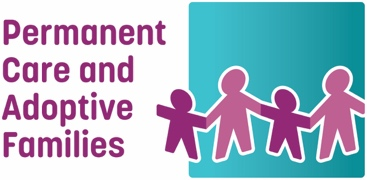 Permanent
Care and
Adoptive
Families